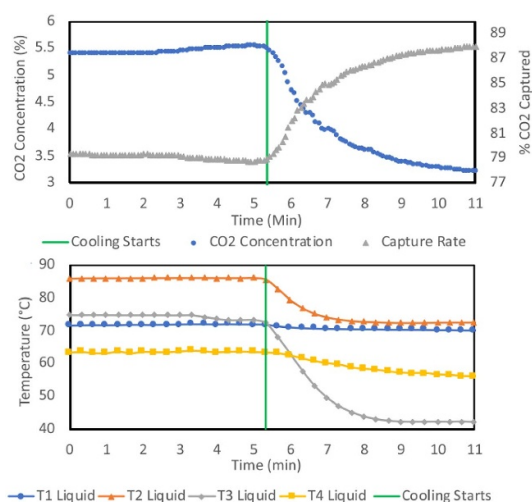 CO2 Concentration (%)
6
5.5
5
4.5
4
3.5
3
% CO2 Captured
89
87
85
83
81
79
77
0 1 2 3 4 5 6 7 8 9 10 11
Time (Min)
Cooling Starts CO2 Concentration Capture Rate
Temperature (°C)
90
80
70
60
50
40
0 1 2 3 4 5 6 7 8 9 10 11
Time (min)
T1 Liquid T2 Liquid T3 Liquid T4 Liquid Cooling Starts